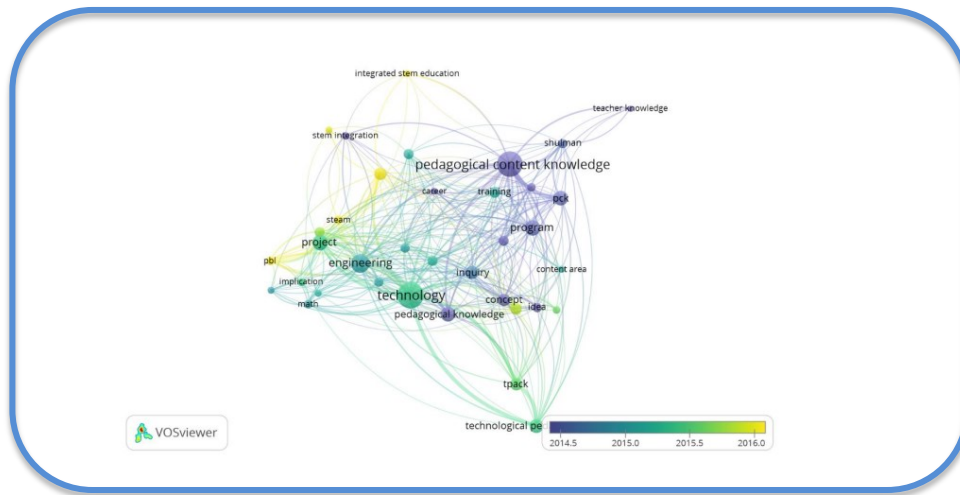 integrated stem education
teacher knowledge
stem integration
shulman
pedagogical content knowledge
career
training
pck
steam
program
project
pbl
engineering
inquiry
content area
implication
technology
concept
math
idea
pedagogical knowledge
tpack
technological pe
VOSviewer
2014.5 2015.0 2015.5 2016.0